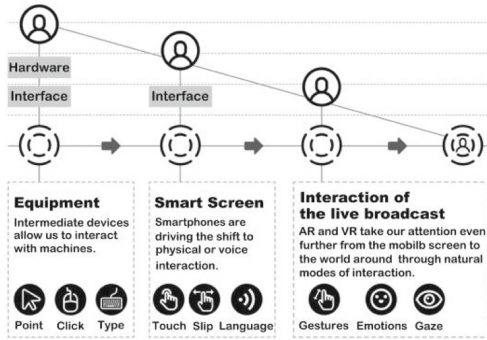 Hardware
Interface
Interface
Equipment
Intermediate devices
allow us to interact
with machines.
Point Click Type
Smart Screen
Smartphones are
driving the shift to
physical or voice
interaction.
Touch Slip Language
Interaction of
the live broadcast
AR and VR take our attention even
further from the mobilb screen to
the world around through natural
modes of interaction.
Gestures Emotions Gaze